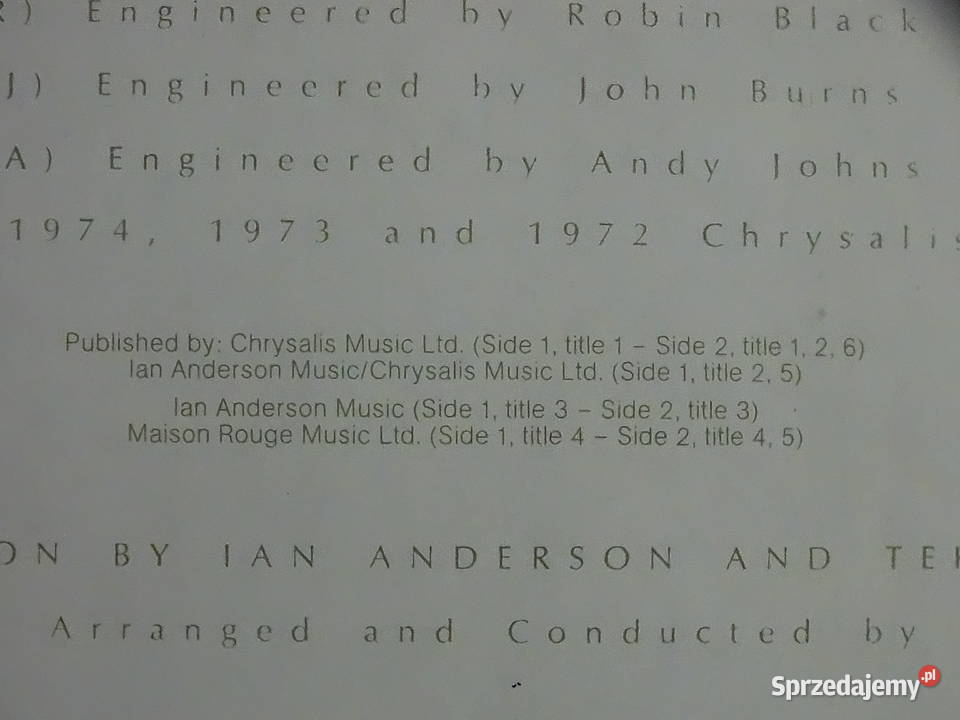 R) Engineered by Robin Black
J) Engineered by John Burns
A) Engineered by Andy Johns
1974, 1973 and 1972 Chrysalis
Published by: Chrysalis Music Ltd. (Side 1, title 1 – Side 2, title 1, 2, 6)
Ian Anderson Music/Chrysalis Music Ltd. (Side 1, title 2, 5)
Ian Anderson Music (Side 1, title 3 – Side 2, title 3)
Maison Rouge Music Ltd. (Side 1, title 4 – Side 2, title 4, 5)
ON BY IAN ANDERSON AND TE
Arranged and Conducted by
Sprzedajemy.pl